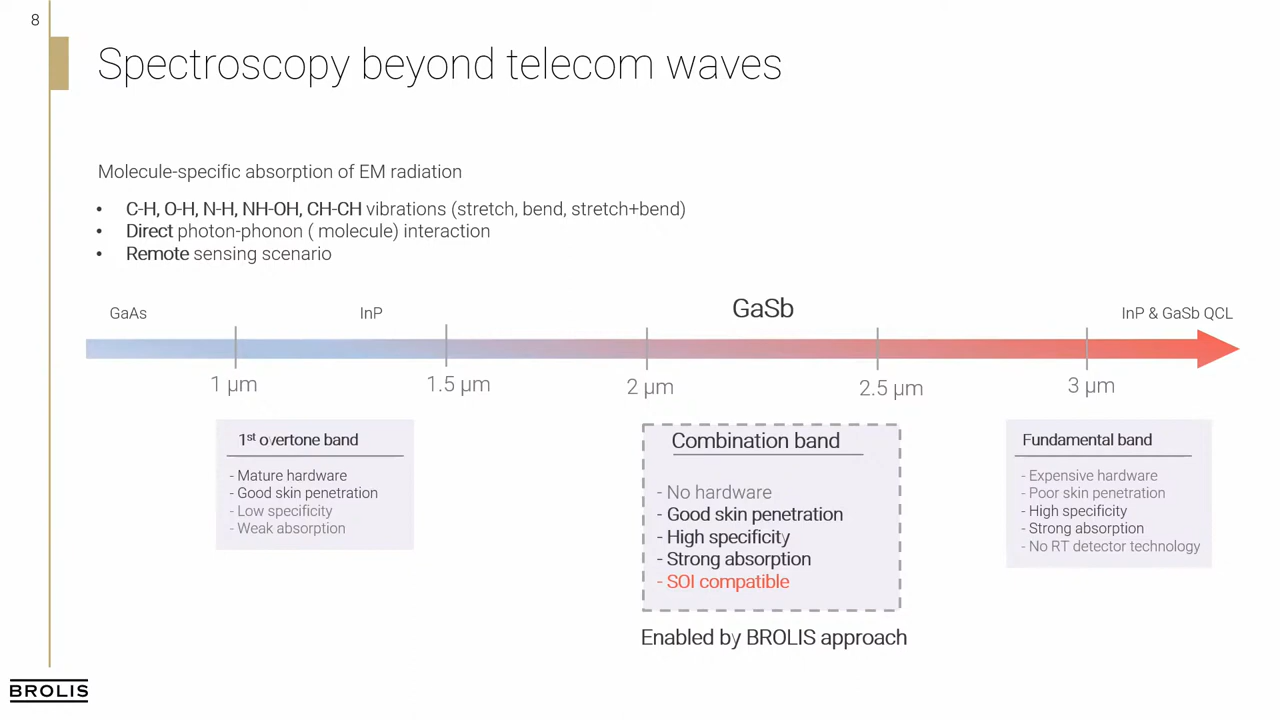 8
Spectroscopy beyond telecom waves
Molecule-specific absorption of EM radiation
• C-H, O-H, N-H, NH-OH, CH-CH vibrations (stretch, bend, stretch+bend)
• Direct photon-phonon ( molecule) interaction
• Remote sensing scenario
GaAs
InP
GaSb
InP & GaSb QCL
1 µm
1.5 µm
2 µm
2.5 µm
3 µm
1st overtone band
- Mature hardware
- Good skin penetration
- Low specificity
- Weak absorption
Combination band
- No hardware
- Good skin penetration
- High specificity
- Strong absorption
- SOI compatible
Enabled by BROLIS approach
Fundamental band
- Expensive hardware
- Poor skin penetration
- High specificity
- Strong absorption
- No RT detector technology
BROLIS